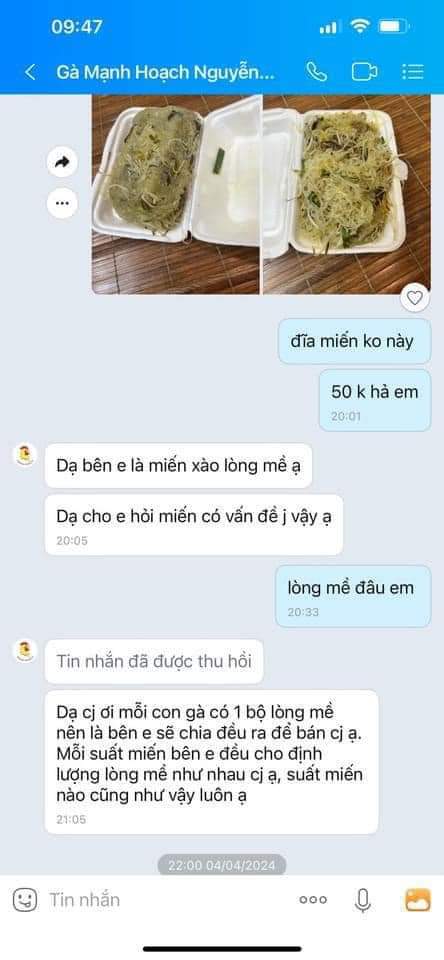 09:47
Gà Mạnh Hoạch Nguyễn...
đĩa miến ko này
50 k hả em
20:01
Dạ bên e là miến xào lòng mề ạ
Dạ cho e hỏi miến có vấn đề j vậy ạ
20:05
lòng mề đâu em
20:33
Tin nhắn đã được thu hồi
Dạ cj ơi mỗi con gà có 1 bộ lòng mề
nên là bên e sẽ chia đều ra để bán cj ạ.
Mỗi suất miến bên e đều cho định
lượng lòng mề như nhau cj ạ, suất miến
nào cũng như vậy luôn ạ
21:05
22:00 04/04/2024
Tin nhắn